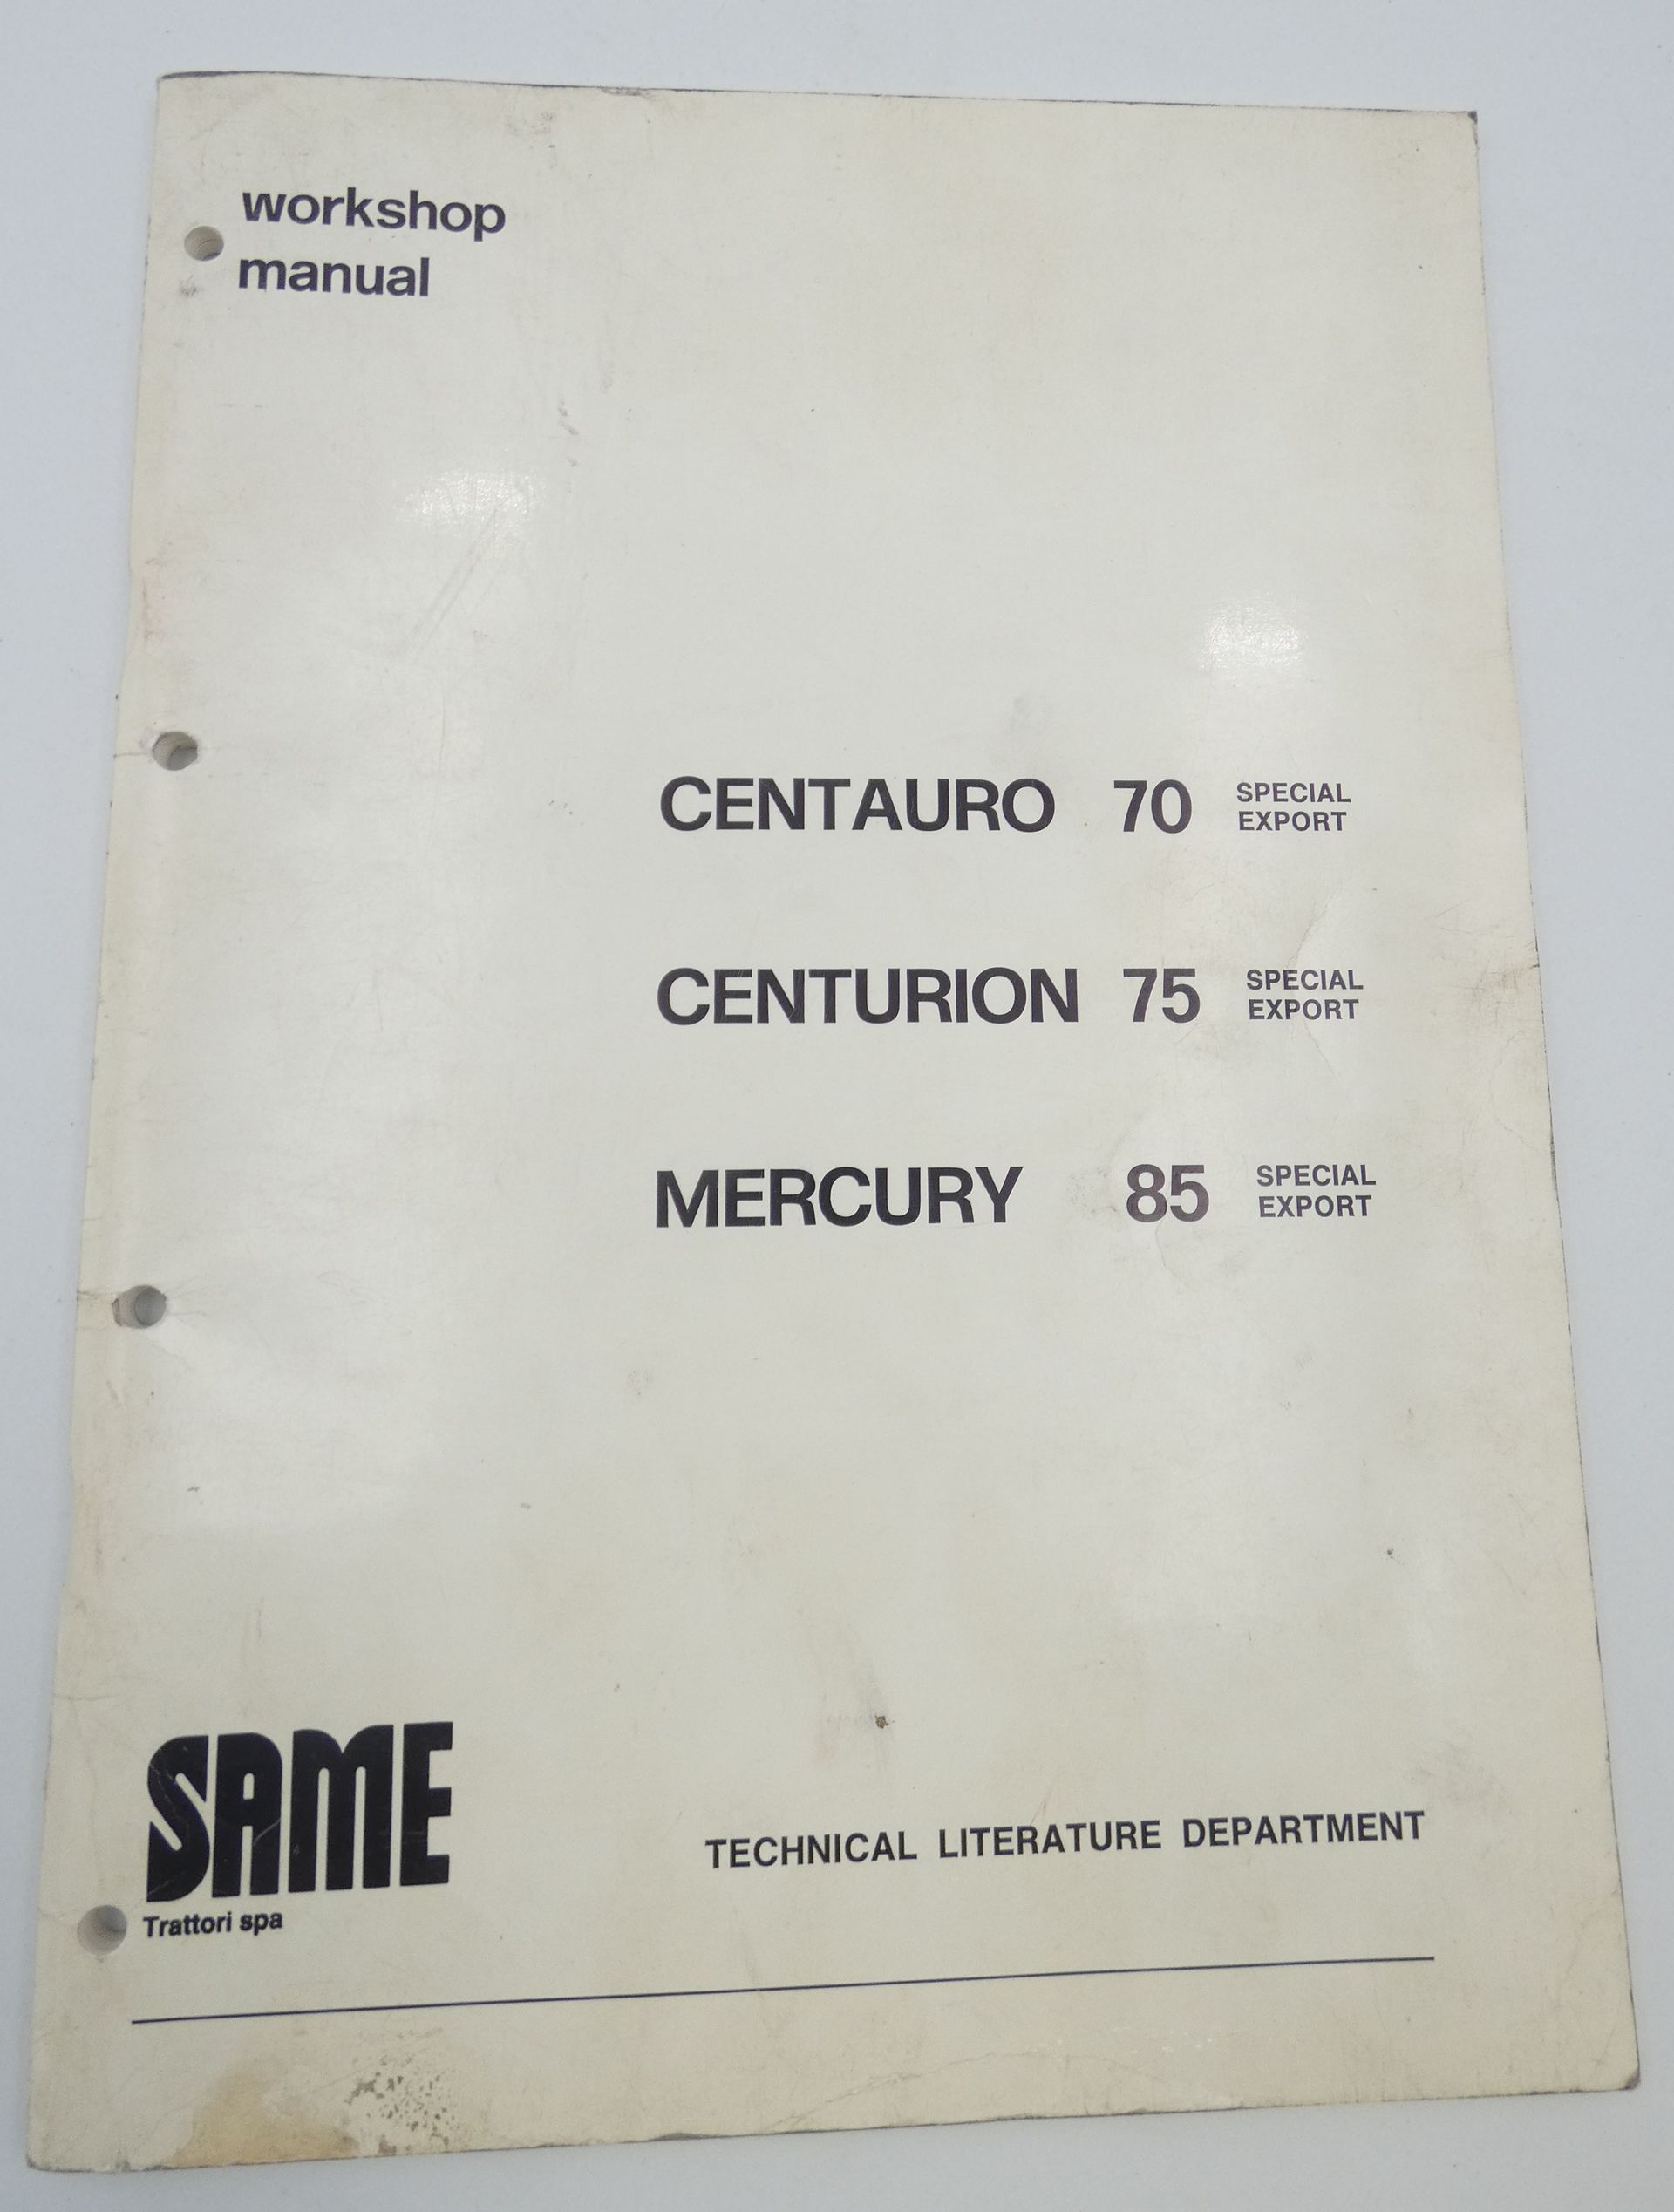 workshop
manual
CENTAURO 70 SPECIAL
EXPORT
CENTURION 75 SPECIAL
EXPORT
MERCURY 85 SPECIAL
EXPORT
SAME
Trattori spa
TECHNICAL LITERATURE DEPARTMENT